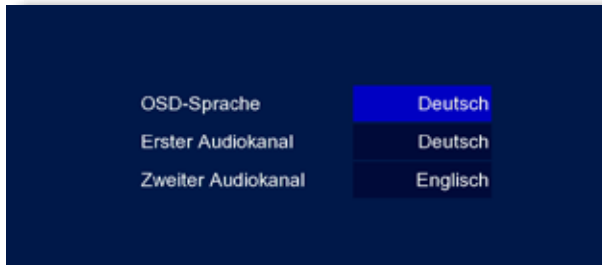 OSD-Sprache Deutsch
Erster Audiokanal Deutsch
Zweiter Audiokanal Englisch